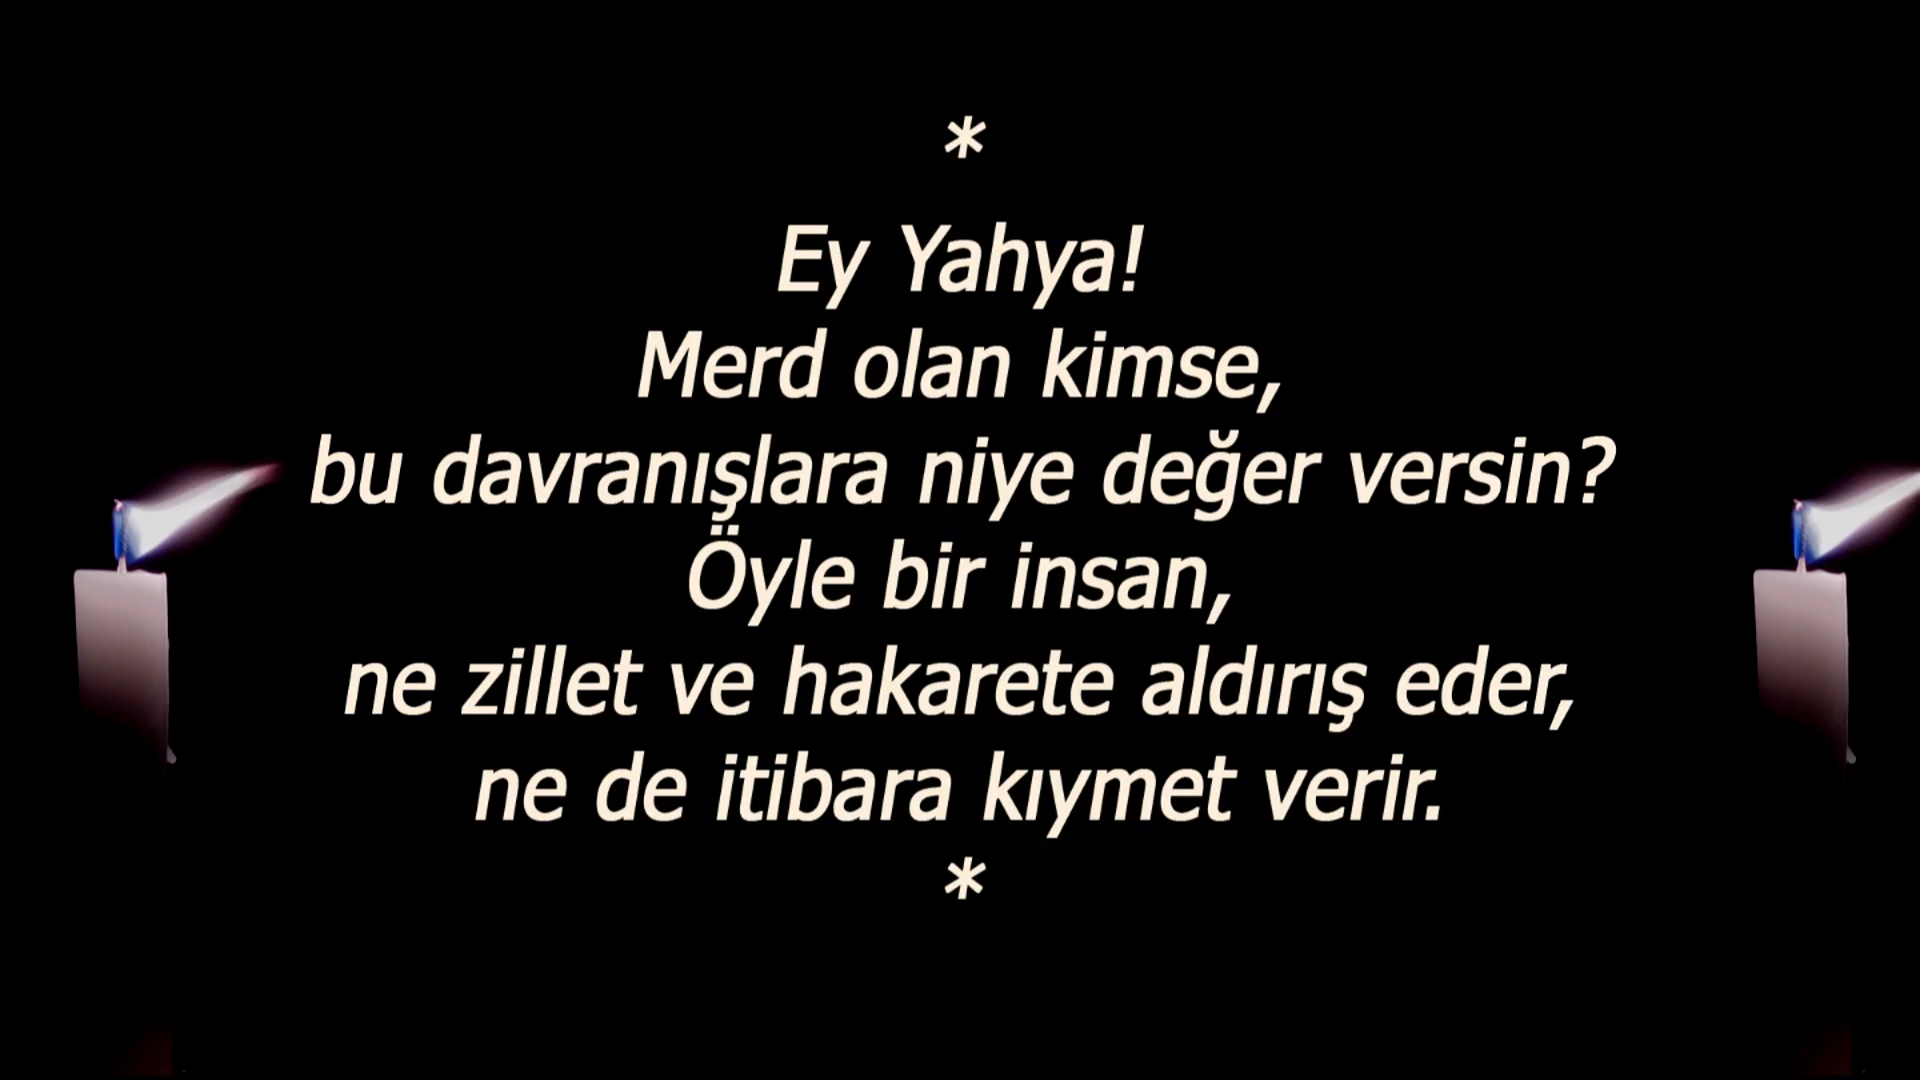 *
Ey Yahya!
Merd olan kimse,
bu davranışlara niye değer versin?
Öyle bir insan,
ne zillet ve hakarete aldırış eder,
ne de itibara kıymet verir.
*